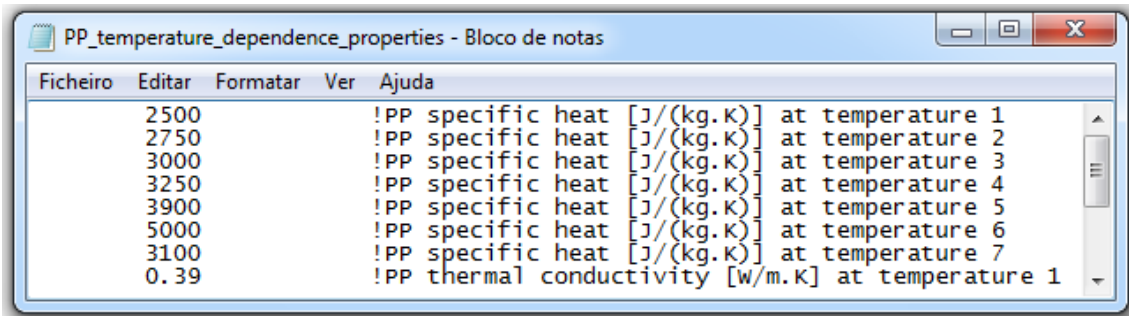 PP_temperature_dependence_properties - Bloco de notas
Ficheiro Editar Formatar Ver Ajuda
2500 !PP specific heat [J/(kg.K)] at temperature 1
2750 !PP specific heat [J/(kg.K)] at temperature 2
3000 !PP specific heat [J/(kg.K)] at temperature 3
3250 !PP specific heat [J/(kg.K)] at temperature 4
3900 !PP specific heat [J/(kg.K)] at temperature 5
5000 !PP specific heat [J/(kg.K)] at temperature 6
3100 !PP specific heat [J/(kg.K)] at temperature 7
0.39 !PP thermal conductivity [W/m.K] at temperature 1